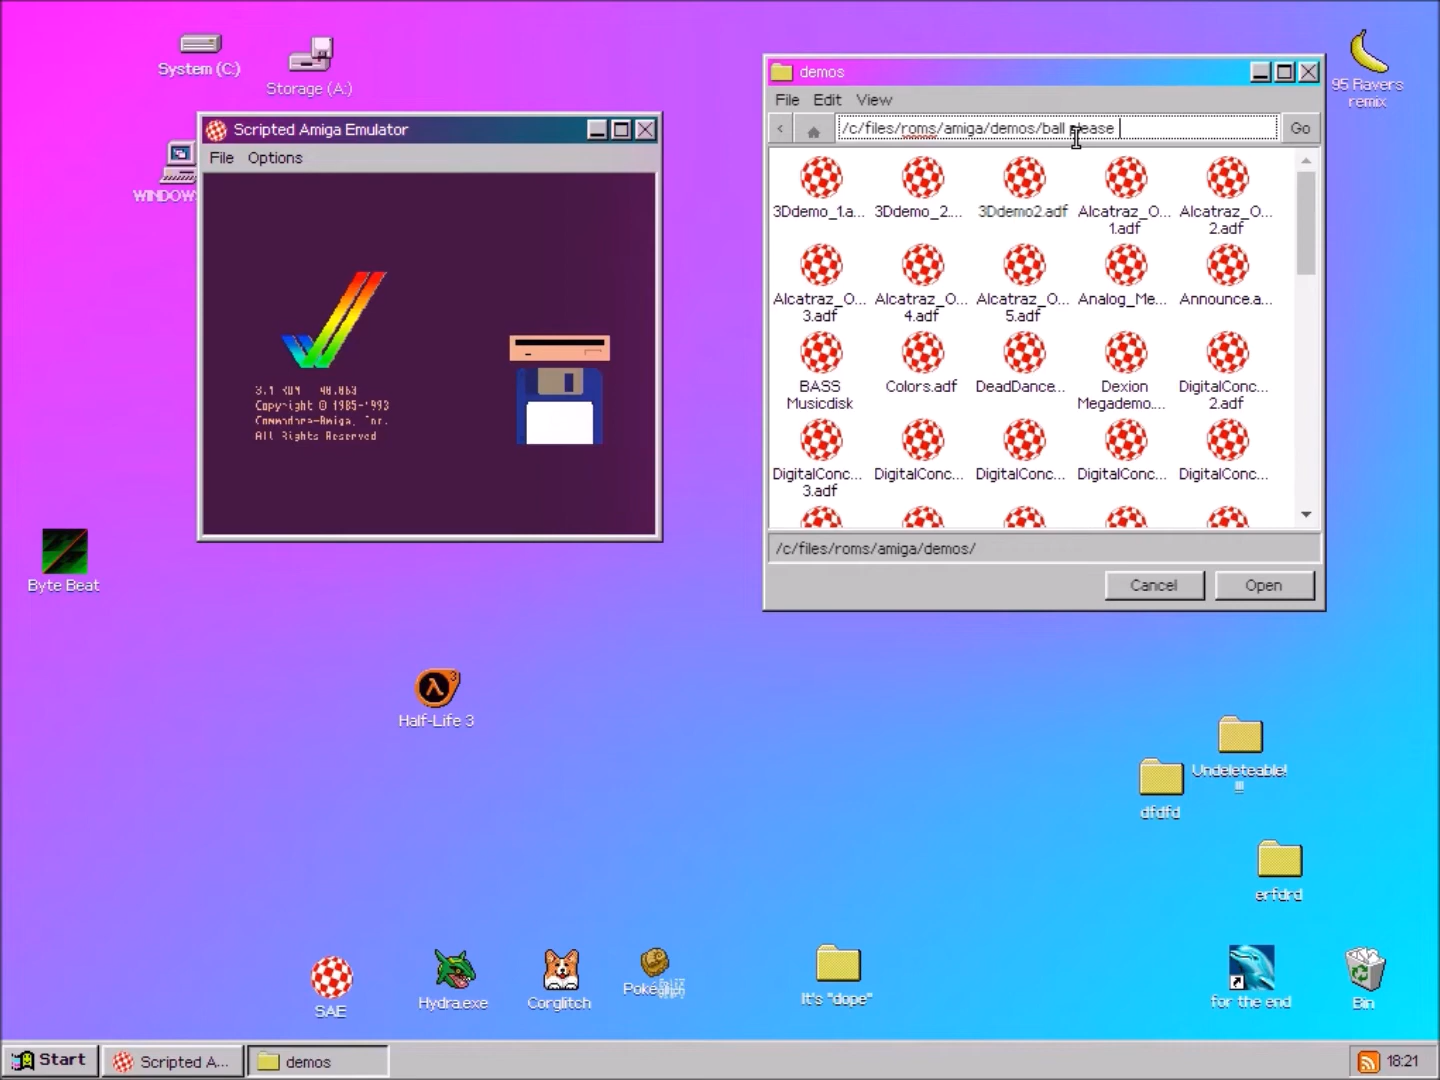 System (C:)
Storage (A:)
95 Ravers
remix
demos
File Edit View
/c/files/roms/amiga/demos/ball please
Go
Scripted Amiga Emulator
File Options
WINDOW
3Ddemo_1.a...
3Ddemo_2....
3Ddemo2.adf
Alcatraz_O...
1.adf
Alcatraz_O...
2.adf
Alcatraz_O...
3.adf
Alcatraz_O...
4.adf
Alcatraz_O...
5.adf
Analog_Me...
Announce.a...
BASS
Musicdisk
Colors.adf
DeadDance...
Dexion
Megademo....
DigitalConc...
2.adf
DigitalConc...
3.adf
DigitalConc...
DigitalConc...
DigitalConc...
DigitalConc...
3.1 ROM 40.063
Copyright © 1985-1993
Commodore-Amiga, Inc.
All Rights Reserved
/c/files/roms/amiga/demos/
Cancel
Open
Byte Beat
3
Half-Life 3
Undeleteable!
!!!
dfdfd
erfdrd
SAE
Hydra.exe
Corglitch
It's "dope"
for the end
Bin
Start
Scripted A...
demos
18:21